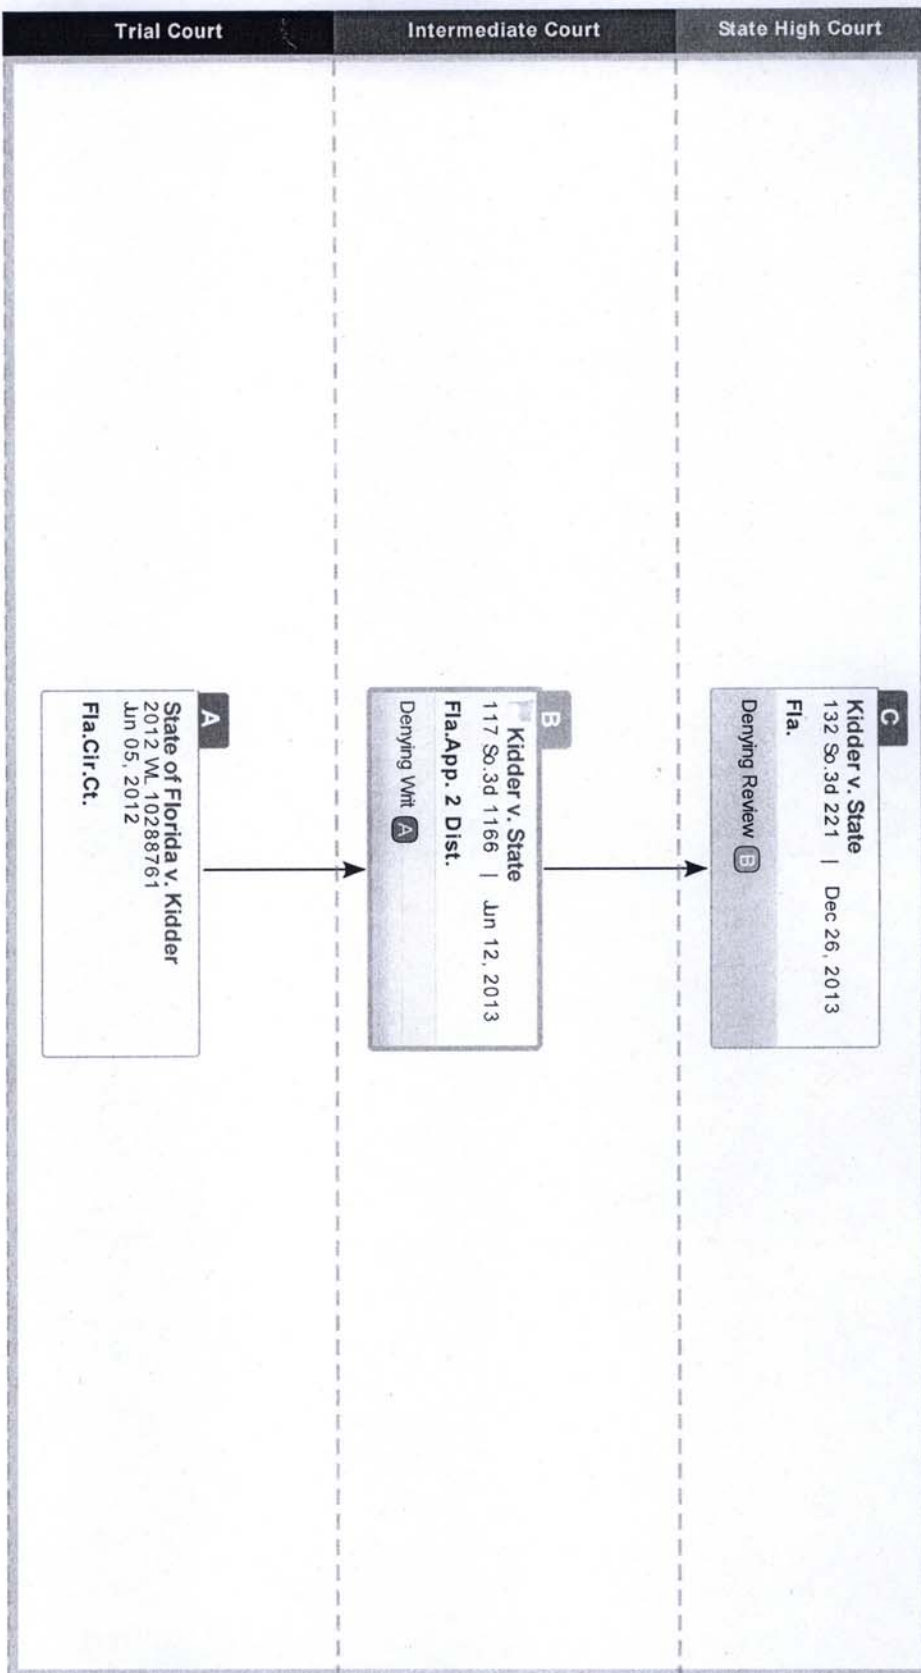 Trial Court
Intermediate Court
State High Court
C
Kidder v. State
132 So.3d 221 | Dec 26, 2013
Fla.
Denying Review B
B
Kidder v. State
117 So.3d 1166 | Jun 12, 2013
Fla.App. 2 Dist.
Denying Writ A
A
State of Florida v. Kidder
2012 WL 10288761
Jun 05, 2012
Fla.Cir.Ct.